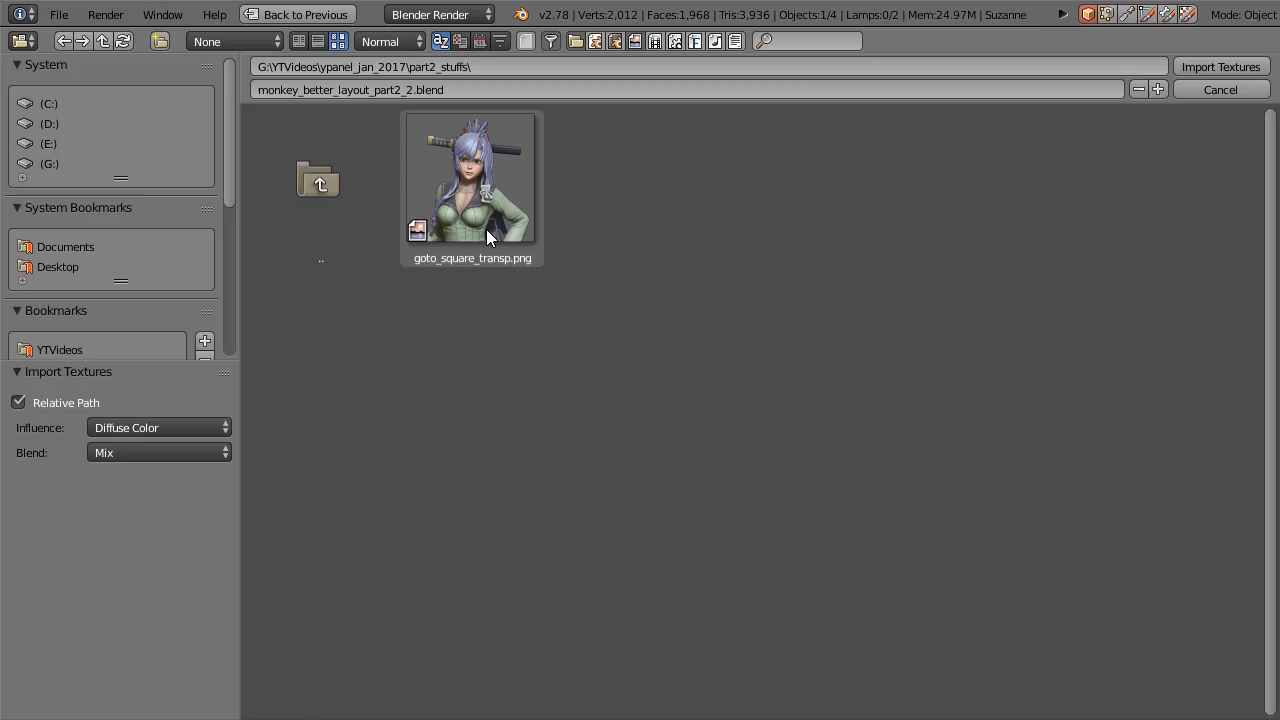 File Render Window Help Back to Previous Blender Render v2.78 | Verts:2,012 | Faces:1,968 | Tris:3,936 | Objects:1/4 | Lamps:0/2 | Mem:24.97M | Suzanne Mode: Object
None Normal
System
G:\YTVideos\ypanel_jan_2017\part2_stuffs\ Import Textures
monkey_better_layout_part2_2.blend Cancel
(C:)
(D:)
(E:)
(G:)
System Bookmarks
Documents
Desktop
.. goto_square_transp.png
Bookmarks
YTVideos
Import Textures
Relative Path
Influence: Diffuse Color
Blend: Mix